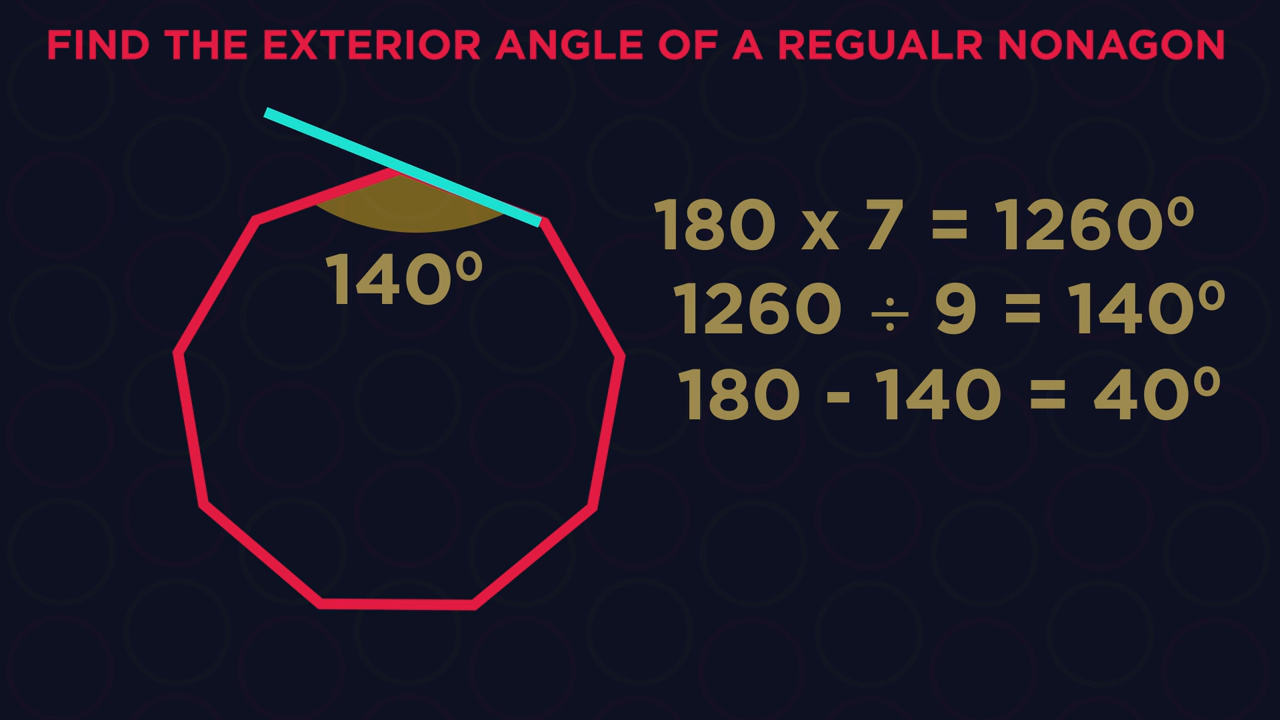 FIND THE EXTERIOR ANGLE OF A REGUALR NONAGON
180 x 7 = 1260⁰
1260 ÷ 9 = 140⁰
180 - 140 = 40⁰
140⁰